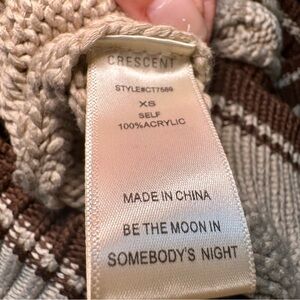 CRESCENT
STYLE#CT7569
XS
SELF
100%ACRYLIC
MADE IN CHINA
BE THE MOON IN
SOMEBODY'S NIGHT